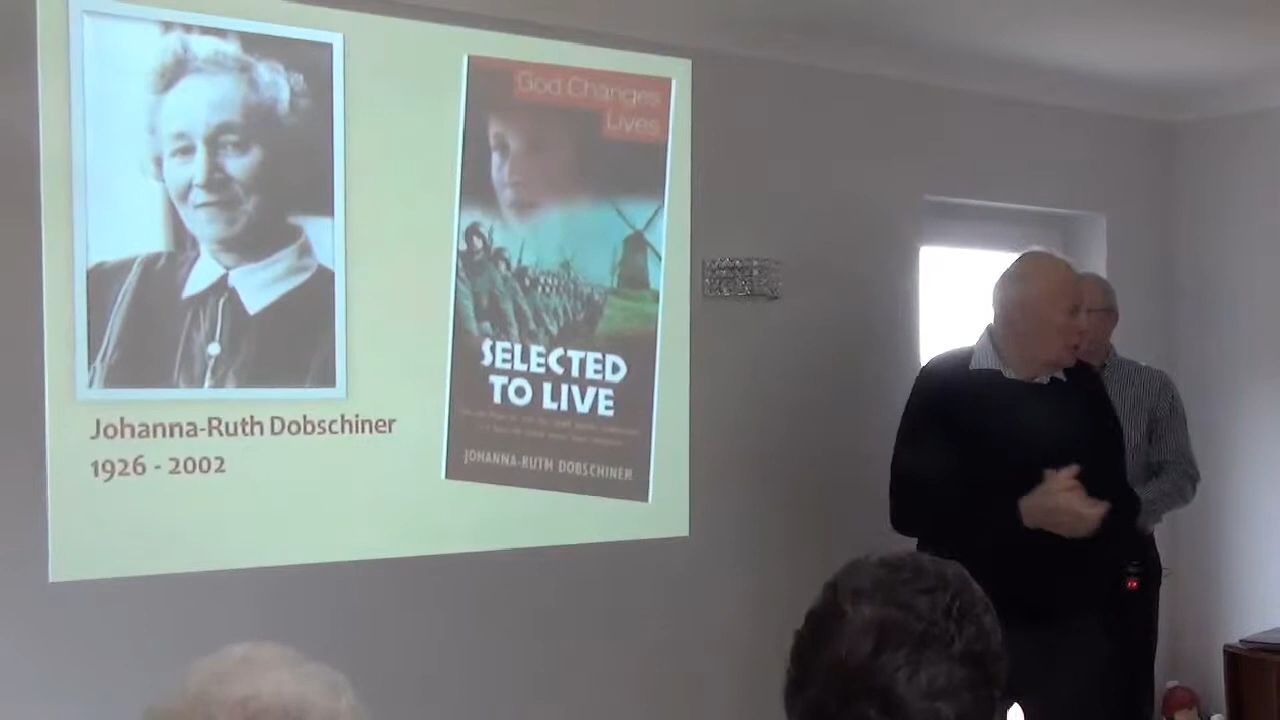 God Changes
Lives
SELECTED
TO LIVE
JOHANNA-RUTH DOBSCHINER
Johanna-Ruth Dobschiner
1926 - 2002